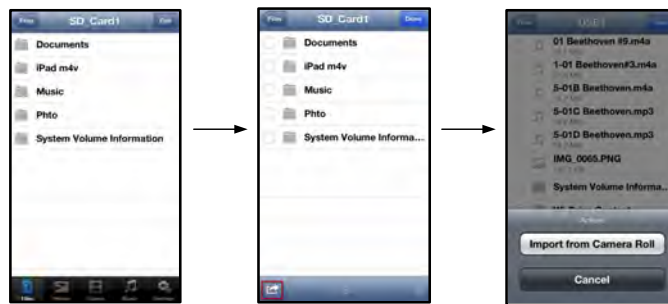 SD_Card1
Documents
iPad m4v
Music
Phto
System Volume Information
SD_Card1
Done
Documents
iPad m4v
Music
Phto
System Volume Informa...
USB1
01 Beethoven #9.m4a
1-01 Beethoven#3.m4a
5-01B Beethoven.m4a
5-01C Beethoven.mp3
5-01D Beethoven.mp3
IMG_0065.PNG
System Volume Informa...
Import from Camera Roll
Cancel